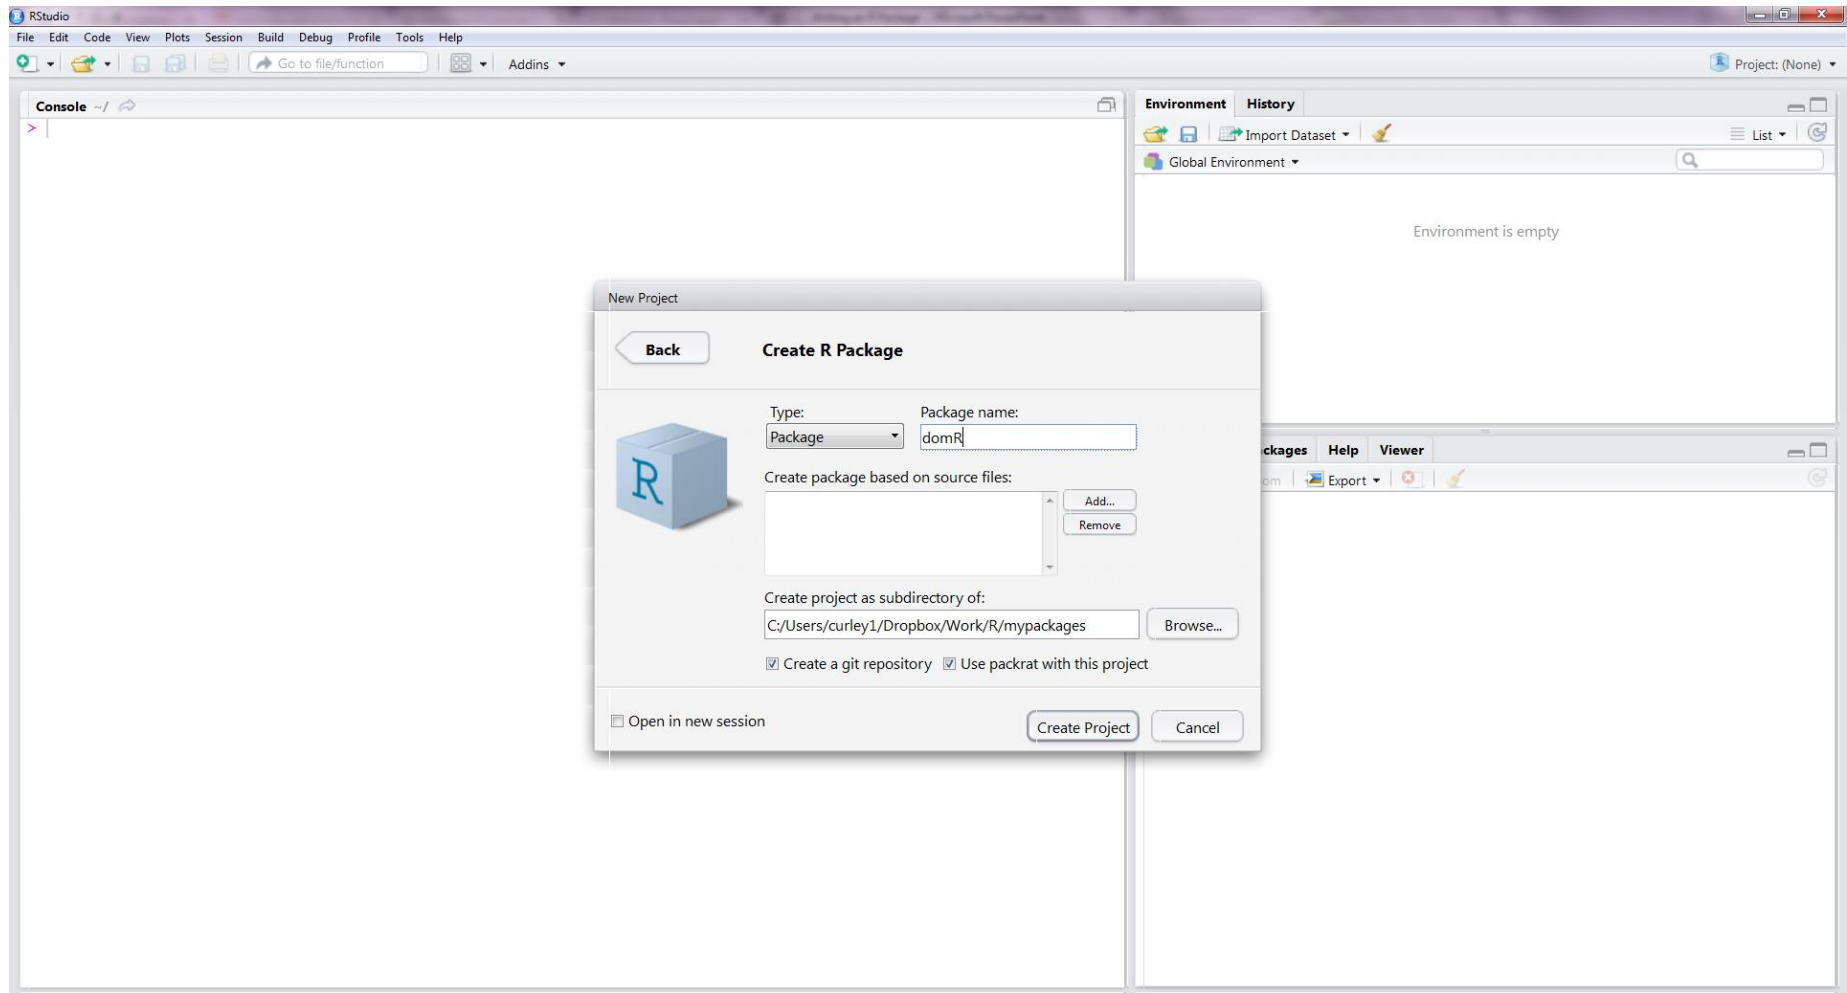 RStudio
File Edit Code View Plots Session Build Debug Profile Tools Help
Go to file/function Addins Project: (None)
Console ~/
>
Environment History
Import Dataset List
Global Environment
Environment is empty
New Project
Back Create R Package
Type: Package name:
Package domR
R
Create package based on source files:
Add...
Remove
Create project as subdirectory of:
C:/Users/curley1/Dropbox/Work/R/mypackages Browse...
Create a git repository Use packrat with this project
Open in new session Create Project Cancel
ckages Help Viewer
om Export